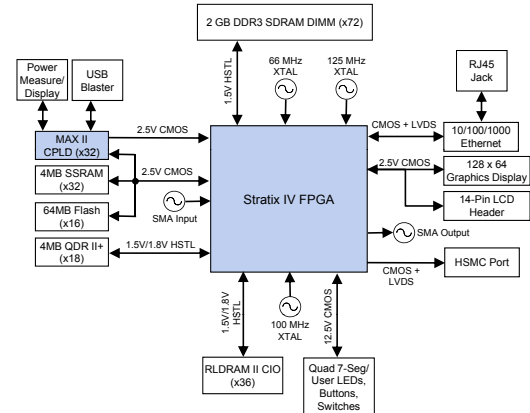 2 GB DDR3 SDRAM DIMM (x72)
Power
Measure/
Display
USB
Blaster
1.5V HSTL
66 MHz
XTAL
125 MHz
XTAL
RJ45
Jack
MAX II
CPLD (x32)
2.5V CMOS
CMOS + LVDS
10/100/1000
Ethernet
4MB SSRAM
(x32)
2.5V CMOS
Stratix IV FPGA
2.5V CMOS
128 x 64
Graphics Display
64MB Flash
(x16)
SMA Input
14-Pin LCD
Header
4MB QDR II+
(x18)
1.5V/1.8V HSTL
SMA Output
CMOS +
LVDS
HSMC Port
1.5V/1.8V
HSTL
100 MHz
XTAL
12.5V CMOS
RLDRAM II CIO
(x36)
Quad 7-Seg/
User LEDs,
Buttons,
Switches